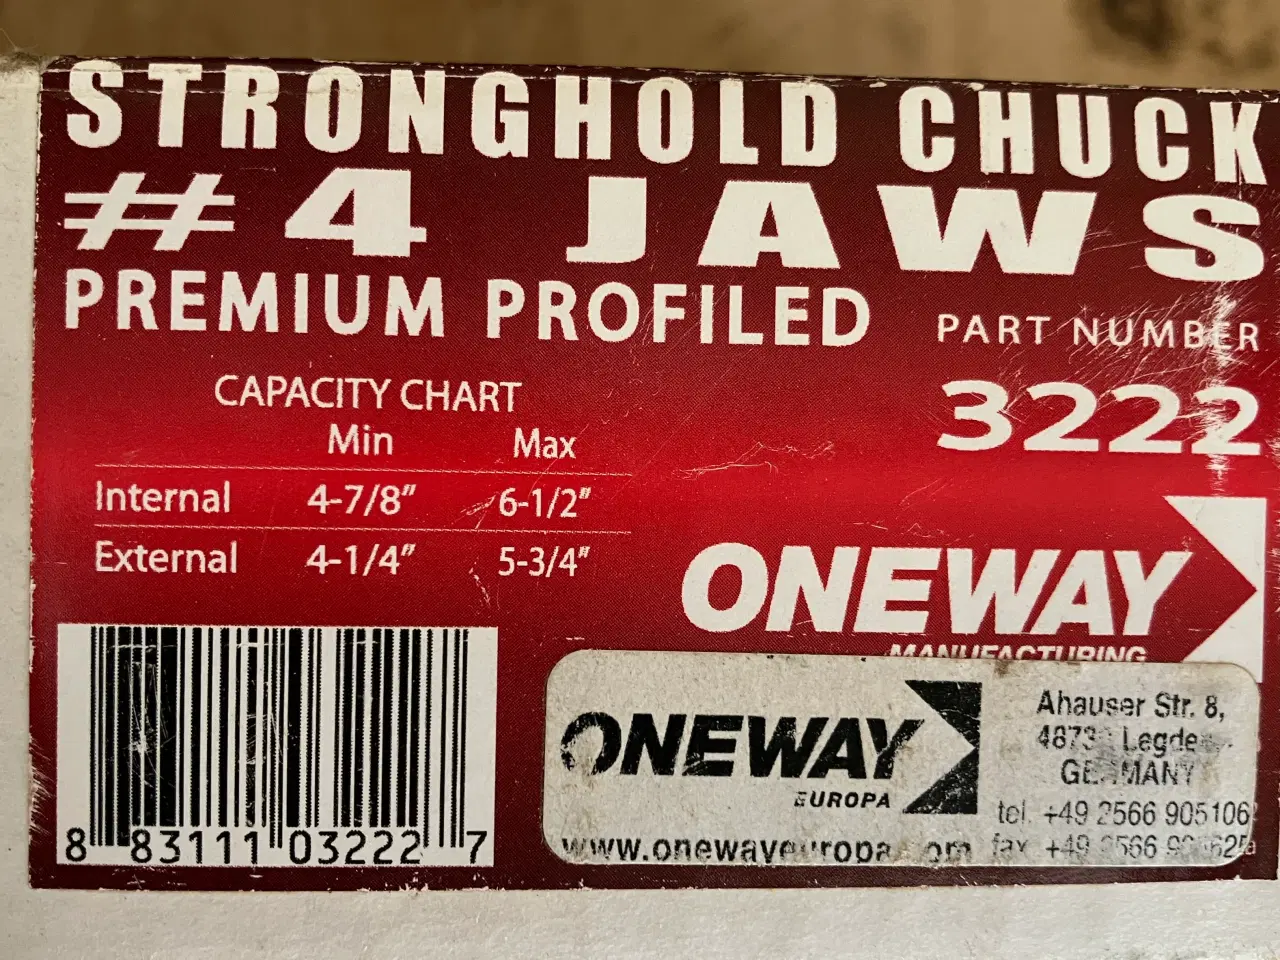 STRONGHOLD CHUCK
#4 JAWS
PREMIUM PROFILED
PART NUMBER
3222
CAPACITY CHART
Min Max
Internal 4-7/8" 6-1/2"
External 4-1/4" 5-3/4"
ONEWAY
MANUFACTURING
8 83111 03222 7
ONEWAY
EUROPA
Ahauser Str. 8,
GERMANY
tel. +49 2566 905106
fax +49